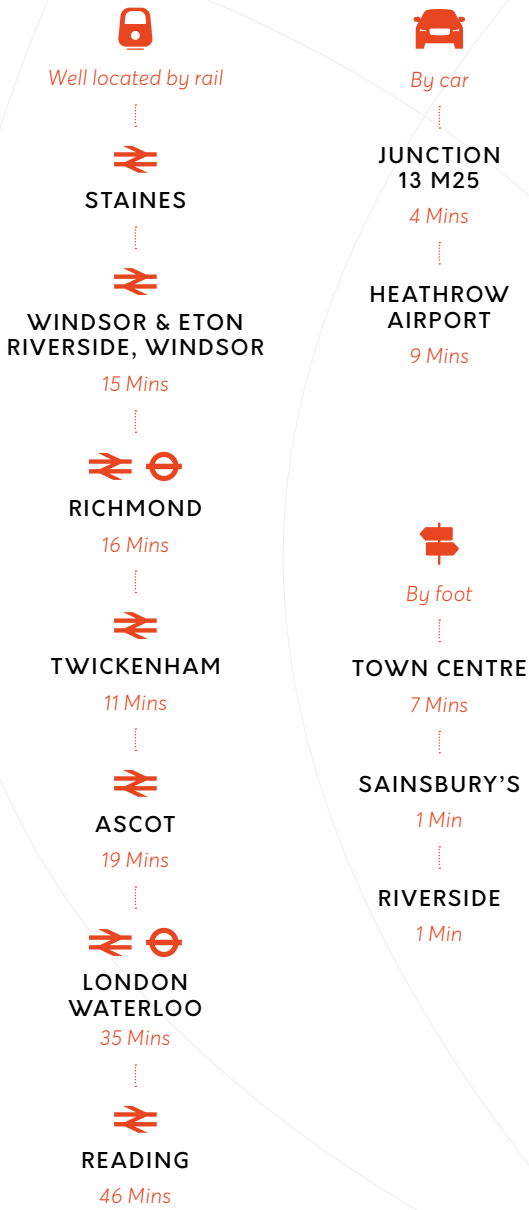 Well located by rail
STAINES
WINDSOR & ETON
RIVERSIDE, WINDSOR
15 Mins
RICHMOND
16 Mins
TWICKENHAM
11 Mins
ASCOT
19 Mins
LONDON
WATERLOO
35 Mins
READING
46 Mins
By car
JUNCTION
13 M25
4 Mins
HEATHROW
AIRPORT
9 Mins
By foot
TOWN CENTRE
7 Mins
SAINSBURY’S
1 Min
RIVERSIDE
1 Min